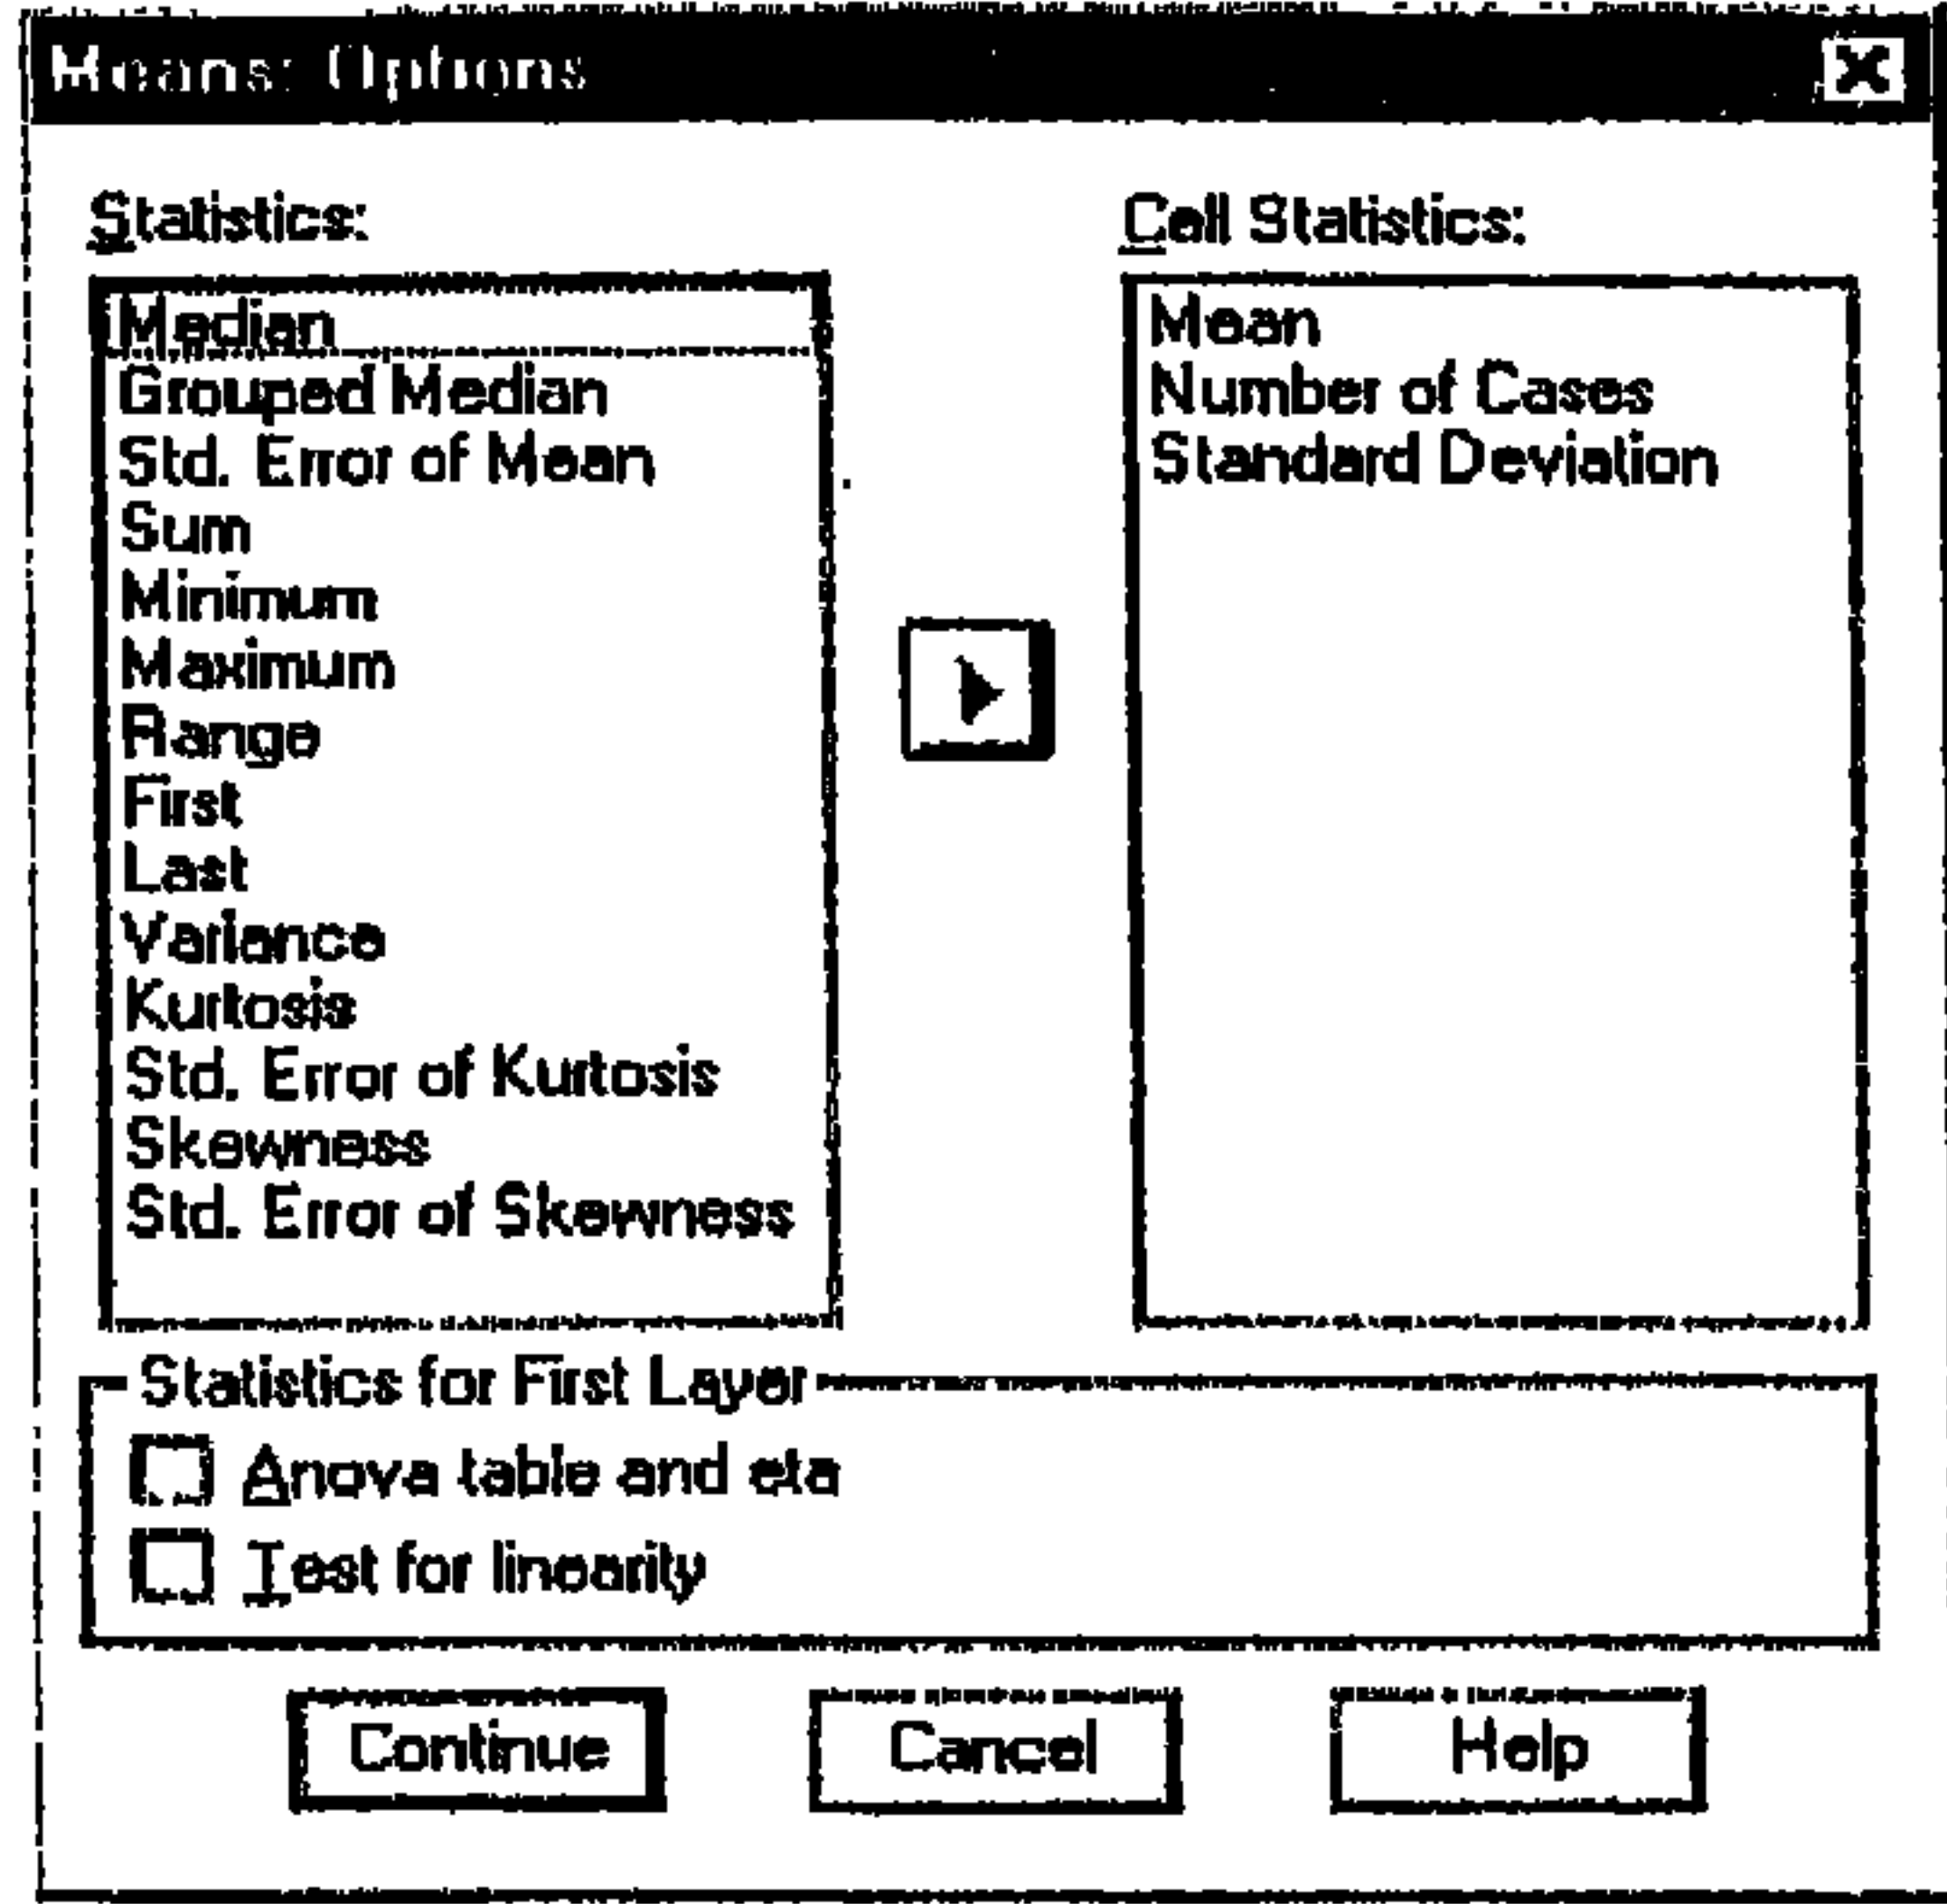 Means: Options
Statistics:
Median
Grouped Median
Std. Error of Mean
Sum
Minimum
Maximum
Range
First
Last
Variance
Kurtosis
Std. Error of Kurtosis
Skewness
Std. Error of Skewness
Cell Statistics:
Mean
Number of Cases
Standard Deviation
Statistics for First Layer
Anova table and eta
Test for linearity
Continue
Cancel
Help